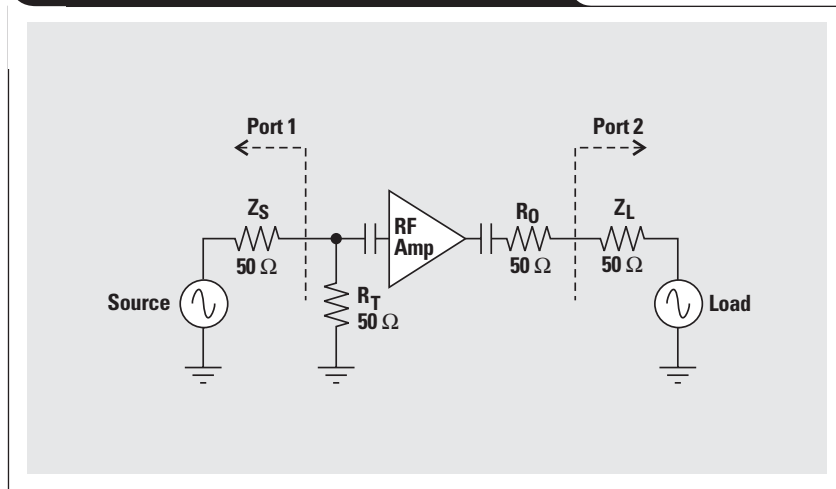 Port 1
Port 2
Z_S
50 Ω
RF
Amp
R_O
50 Ω
Z_L
50 Ω
Source
R_T
50 Ω
Load